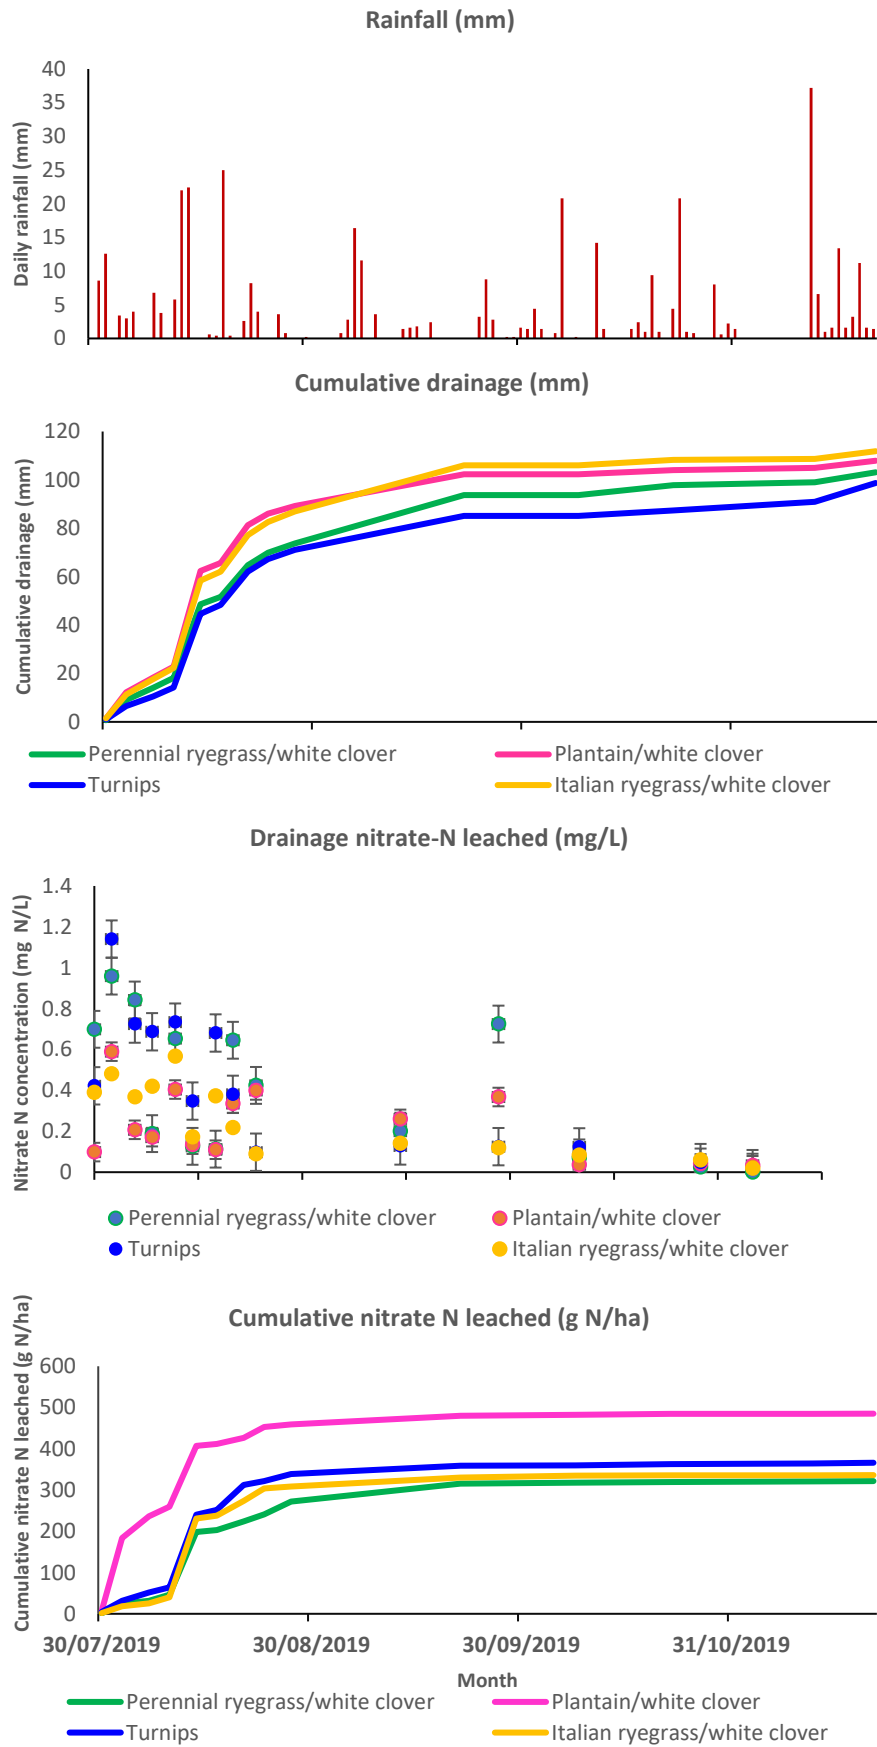 Rainfall (mm)
Daily rainfall (mm)
40
35
30
25
20
15
10
5
0
Cumulative drainage (mm)
Cumulative drainage (mm)
120
100
80
60
40
20
0
Perennial ryegrass/white clover
Plantain/white clover
Turnips
Italian ryegrass/white clover
Drainage nitrate-N leached (mg/L)
Nitrate N concentration (mg N/L)
1.4
1.2
1
0.8
0.6
0.4
0.2
0
Perennial ryegrass/white clover
Plantain/white clover
Turnips
Italian ryegrass/white clover
Cumulative nitrate N leached (g N/ha)
Cumulative nitrate N leached (g N/ha)
600
500
400
300
200
100
0
30/07/2019
30/08/2019
30/09/2019
31/10/2019
Month
Perennial ryegrass/white clover
Plantain/white clover
Turnips
Italian ryegrass/white clover